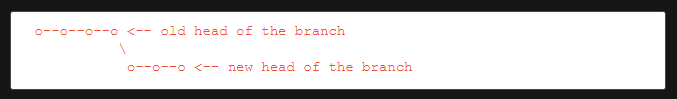 o--o--o--o <-- old head of the branch
\
o--o--o <-- new head of the branch